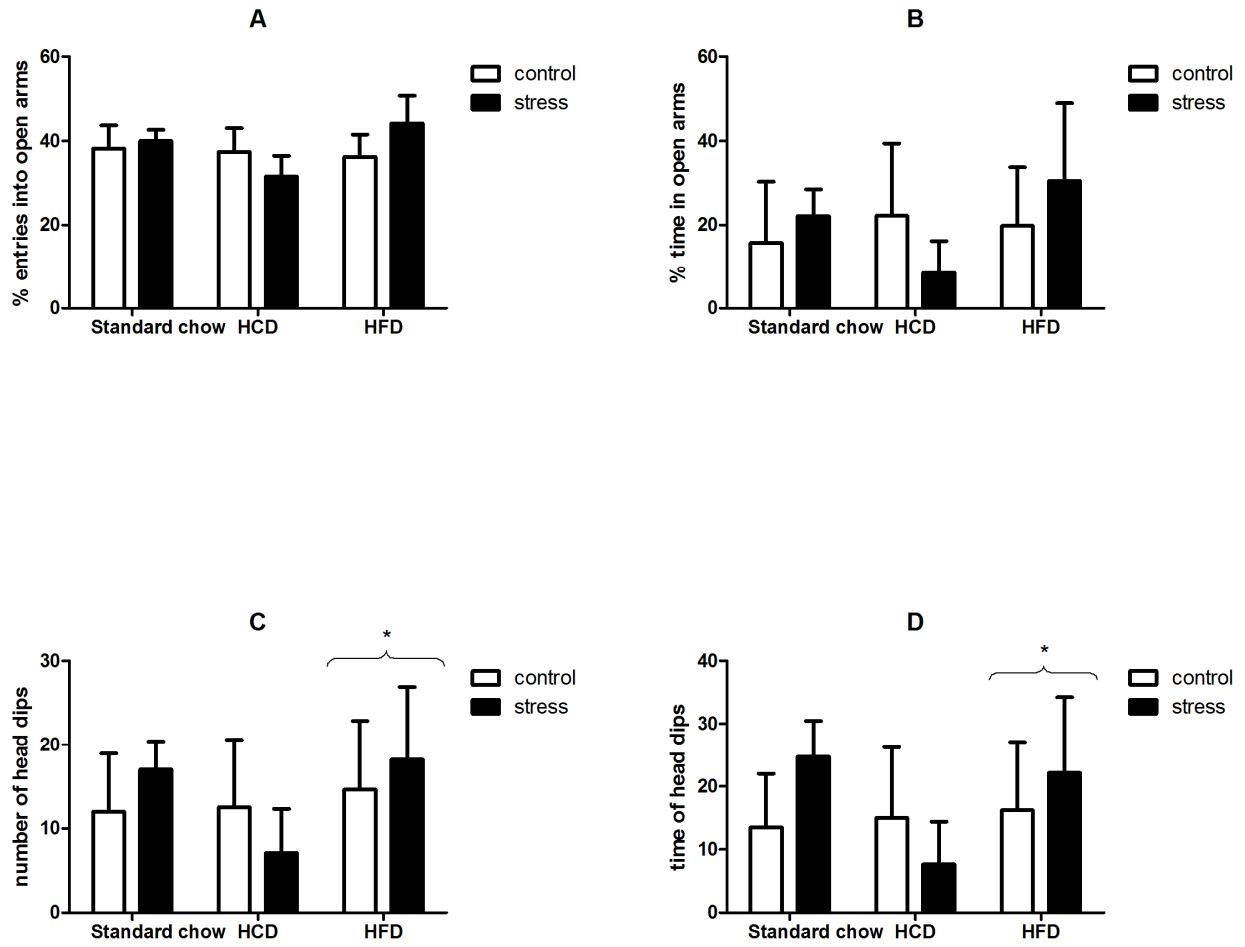 A
% entries into open arms
60
40
20
0
Standard chow HCD HFD
control
stress
B
% time in open arms
60
40
20
0
Standard chow HCD HFD
control
stress
C
*
number of head dips
30
20
10
0
Standard chow HCD HFD
control
stress
D
*
time of head dips
40
30
20
10
0
Standard chow HCD HFD
control
stress